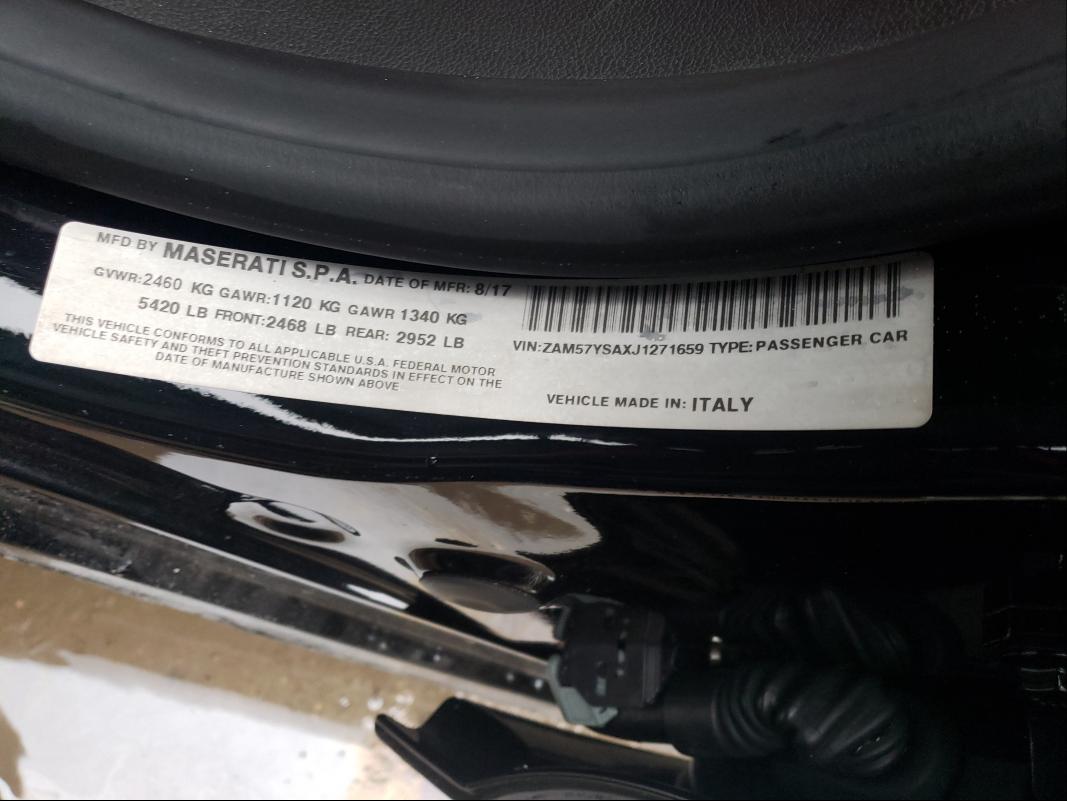 MFD BY MASERATI S.P.A. DATE OF MFR: 8/17
GVWR:2460 KG GAWR:1120 KG GAWR 1340 KG
5420 LB FRONT:2468 LB REAR: 2952 LB
THIS VEHICLE CONFORMS TO ALL APPLICABLE U.S.A. FEDERAL MOTOR
VEHICLE SAFETY AND THEFT PREVENTION STANDARDS IN EFFECT ON THE
DATE OF MANUFACTURE SHOWN ABOVE
VIN:ZAM57YSAXJ1271659 TYPE:PASSENGER CAR
VEHICLE MADE IN: ITALY